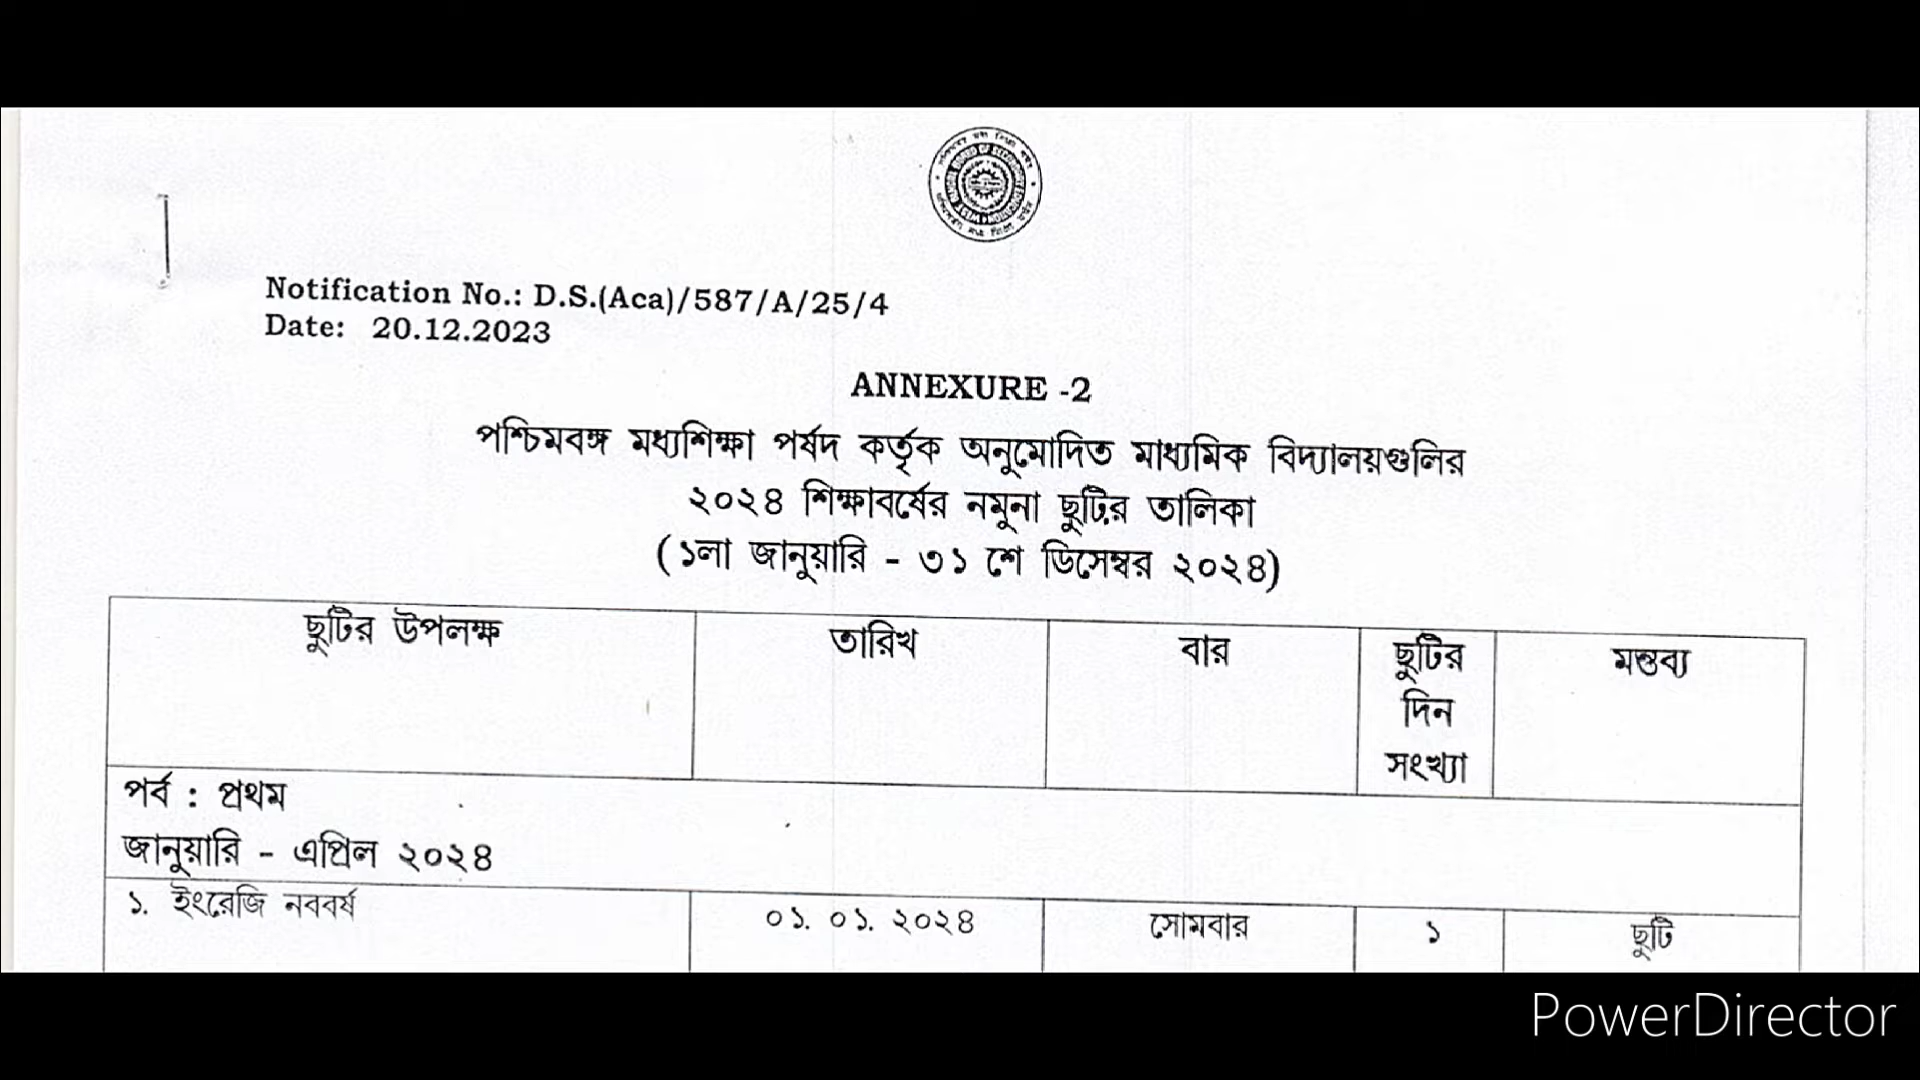 Notification No.: D.S.(Aca)/587/A/25/4
Date: 20.12.2023
ANNEXURE -2
পশ্চিমবঙ্গ মধ্যশিক্ষা পর্ষদ কর্তৃক অনুমোদিত মাধ্যমিক বিদ্যালয়গুলির
২০২৪ শিক্ষাবর্ষের নমুনা ছুটির তালিকা
(১লা জানুয়ারি - ৩১ শে ডিসেম্বর ২০২৪)
ছুটির উপলক্ষ তারিখ বার ছুটির দিন সংখ্যা মন্তব্য
পর্ব : প্রথম
জানুয়ারি - এপ্রিল ২০২৪
১. ইংরেজি নববর্ষ ০১. ০১. ২০২৪ সোমবার ১ ছুটি
PowerDirector